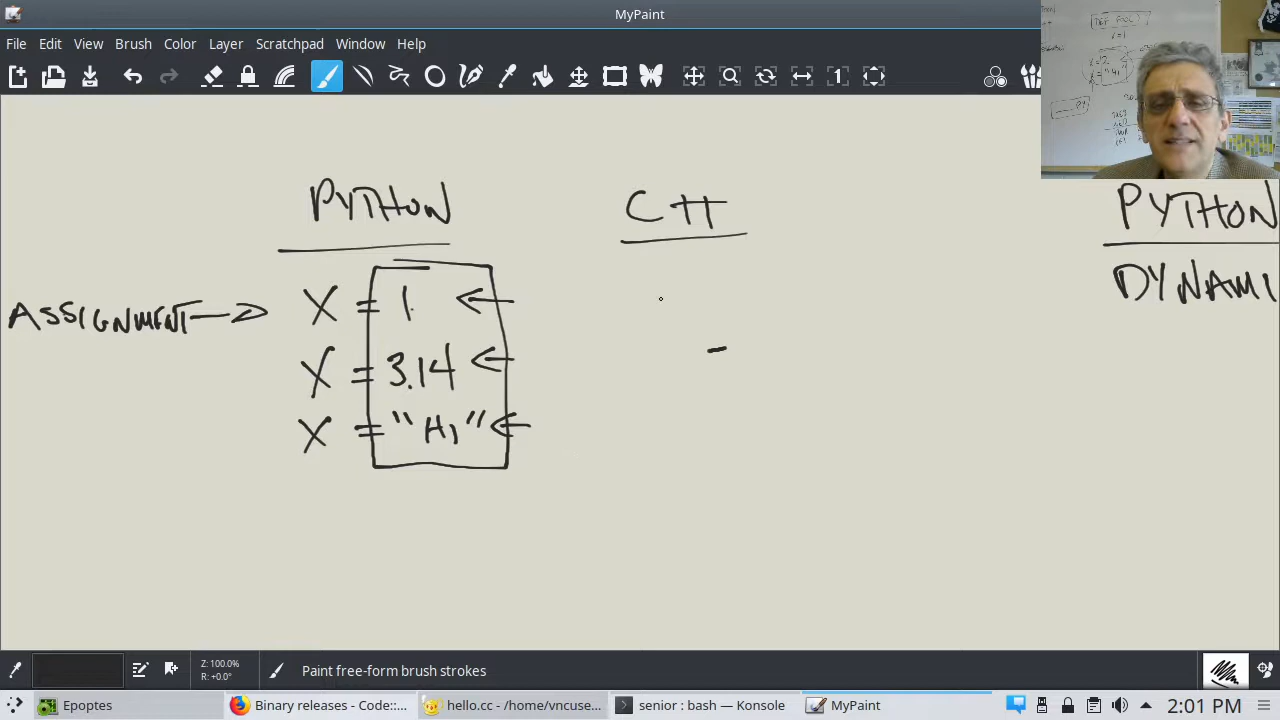 MyPaint
File Edit View Brush Color Layer Scratchpad Window Help
PYTHON
C++
PYTHON
DYNAMI
ASSIGNMENT
X = 1
X = 3.14
X = "HI"
Z: 100.0%
R: +0.0°
Paint free-form brush strokes
Epoptes
Binary releases - Code::...
hello.cc - /home/vnc_se...
senior : bash — Konsole
MyPaint
2:01 PM